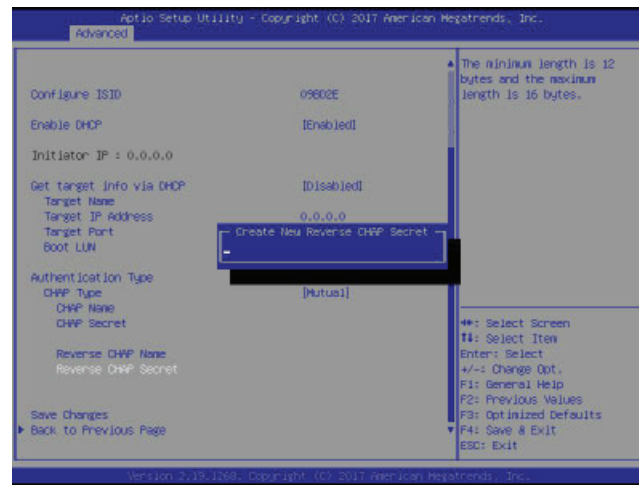 Aptio Setup Utility - Copyright (C) 2017 American Megatrends, Inc.
Advanced
Configure ISID 09BD2E
Enable DHCP [Enabled]
Initiator IP : 0.0.0.0
Get target info via DHCP [Disabled]
Target Name
Target IP Address 0.0.0.0
Target Port
Boot LUN
Create New Reverse CHAP Secret
Authentication Type
CHAP Type [Mutual]
CHAP Name
CHAP Secret
Reverse CHAP Name
Reverse CHAP Secret
Save Changes
Back to Previous Page
The minimum length is 12
bytes and the maximum
length is 16 bytes.
→←: Select Screen
↑↓: Select Item
Enter: Select
+/-: Change Opt.
F1: General Help
F2: Previous Values
F3: Optimized Defaults
F4: Save & Exit
ESC: Exit
Version 2.19.1268. Copyright (C) 2017 American Megatrends, Inc.